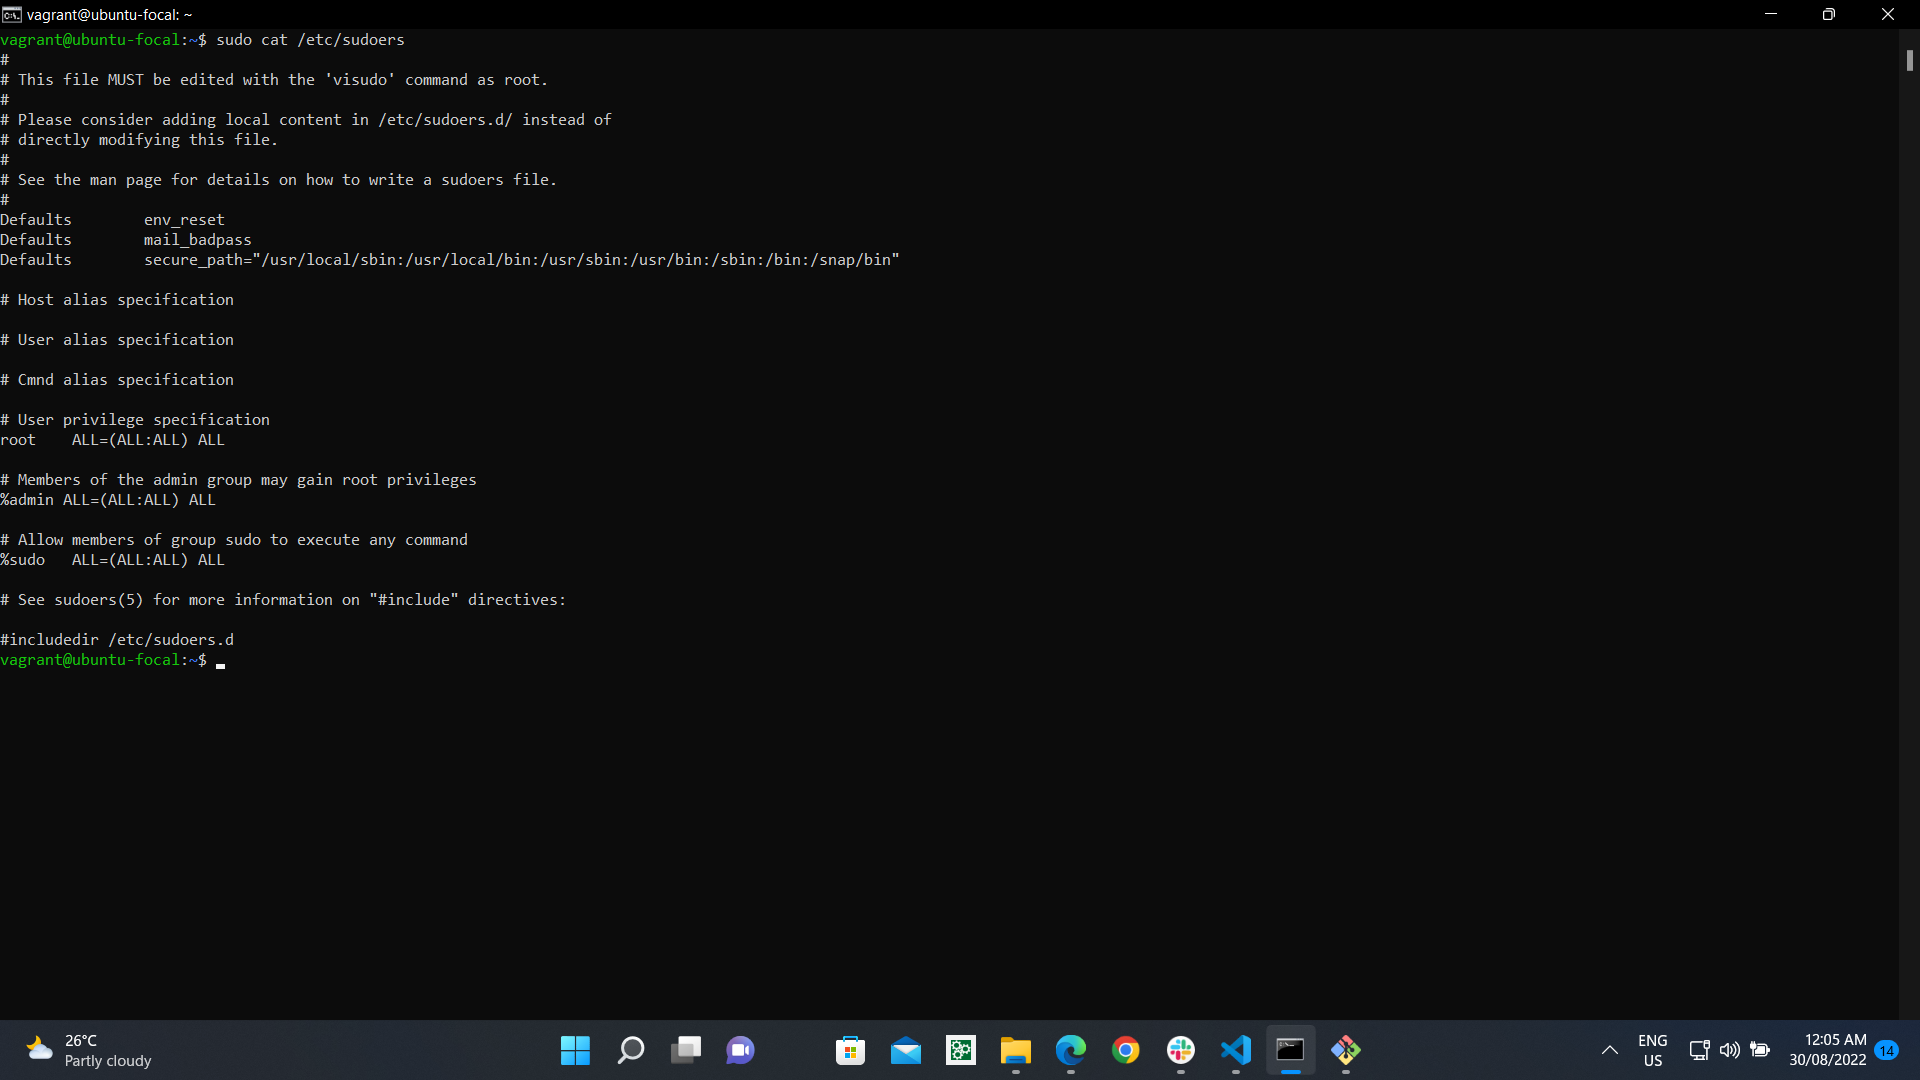 vagrant@ubuntu-focal: ~
vagrant@ubuntu-focal:~$ sudo cat /etc/sudoers
#
# This file MUST be edited with the 'visudo' command as root.
#
# Please consider adding local content in /etc/sudoers.d/ instead of
# directly modifying this file.
#
# See the man page for details on how to write a sudoers file.
#
Defaults        env_reset
Defaults        mail_badpass
Defaults        secure_path="/usr/local/sbin:/usr/local/bin:/usr/sbin:/usr/bin:/sbin:/bin:/snap/bin"

# Host alias specification

# User alias specification

# Cmnd alias specification

# User privilege specification
root    ALL=(ALL:ALL) ALL

# Members of the admin group may gain root privileges
%admin ALL=(ALL:ALL) ALL

# Allow members of group sudo to execute any command
%sudo   ALL=(ALL:ALL) ALL

# See sudoers(5) for more information on "#include" directives:

#includedir /etc/sudoers.d
vagrant@ubuntu-focal:~$
26°C
Partly cloudy
ENG
US
12:05 AM
30/08/2022
14